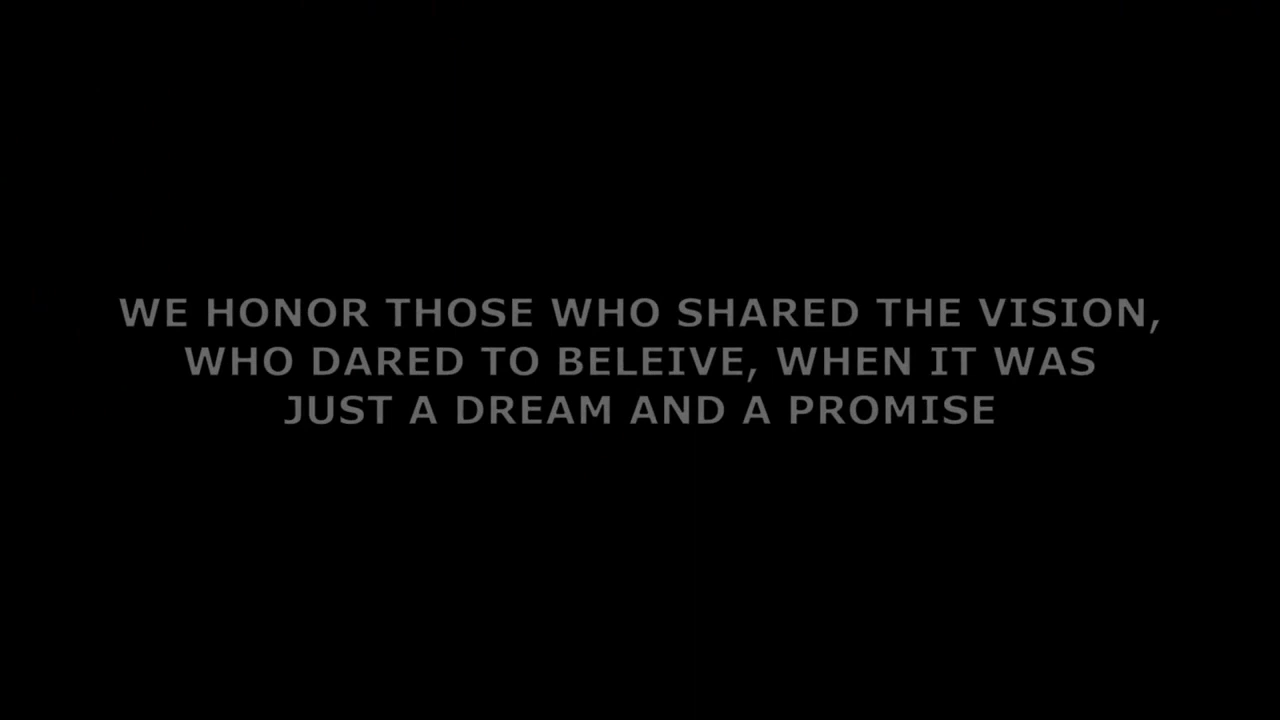 WE HONOR THOSE WHO SHARED THE VISION,
WHO DARED TO BELEIVE, WHEN IT WAS
JUST A DREAM AND A PROMISE